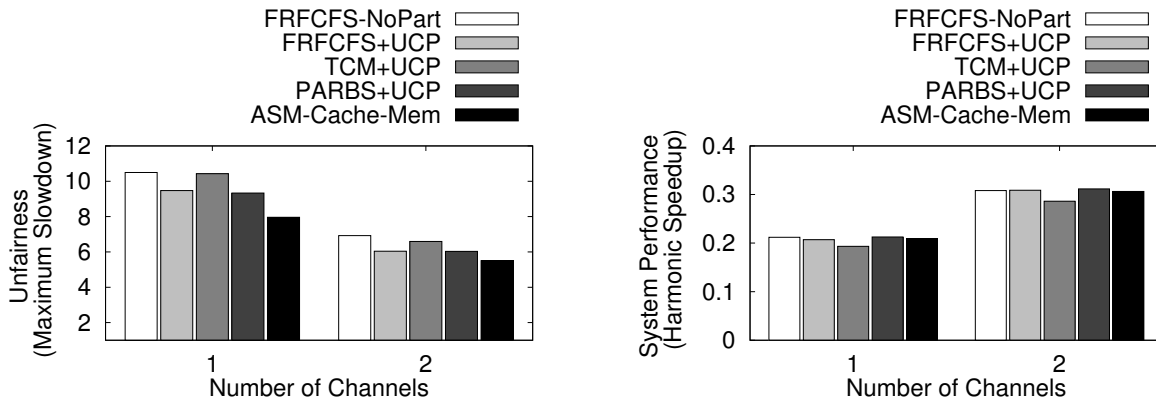 FRFCFS-NoPart
FRFCFS+UCP
TCM+UCP
PARBS+UCP
ASM-Cache-Mem
Unfairness
(Maximum Slowdown)
12
10
8
6
4
2
1
2
Number of Channels
FRFCFS-NoPart
FRFCFS+UCP
TCM+UCP
PARBS+UCP
ASM-Cache-Mem
System Performance
(Harmonic Speedup)
0.4
0.3
0.2
0.1
0
1
2
Number of Channels